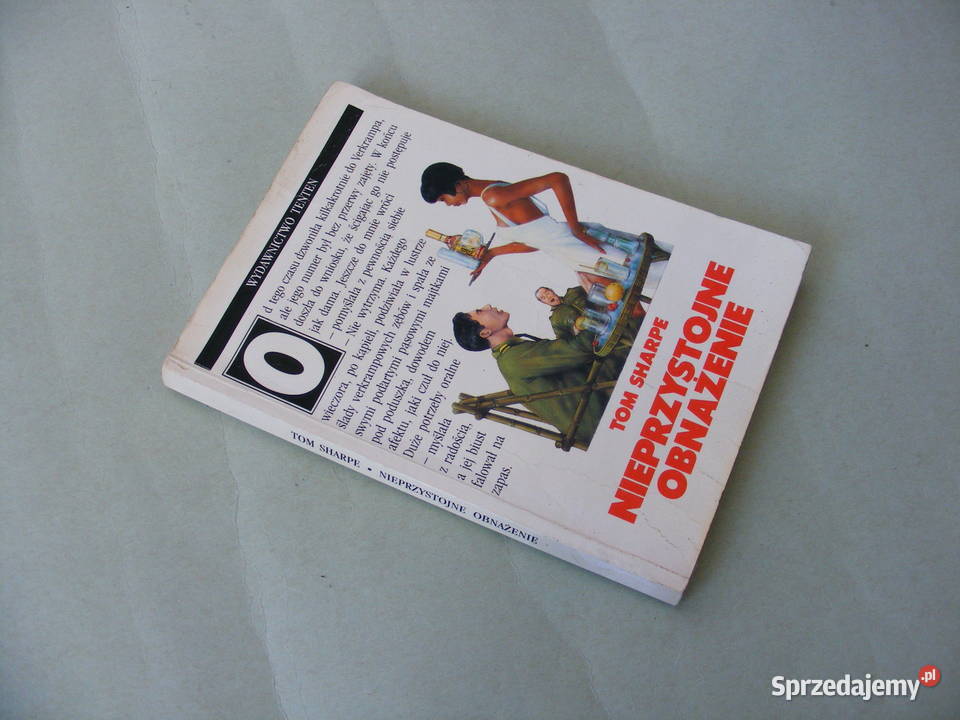 WYDAWNICTWO TENTEN
Od tego czasu dzwoniła kilkakrotnie do Verkrampa,
ale jego numer był bez przerwy zajęty. W końcu
doszła do wniosku, że ścigając go nie postępuje
jak dama. Jeszcze do mnie wróci
– pomyślała z pewnością siebie
– Nie wytrzyma. Każdego
wieczora, po kąpieli, podziwiała w lustrze
ślady verkrampowych zębów i spała ze
swymi podartymi pasowymi majtkami
pod poduszką, dowodem
afektu, jaki czuł do niej.
Duże potrzeby oralne
– myślała
z radością,
a jej biust
falował na
zapas.
TOM SHARPE
NIEPRZYSTOJNE
OBNAŻENIE
TOM SHARPE • NIEPRZYSTOJNE OBNAŻENIE
Sprzedajemy.pl